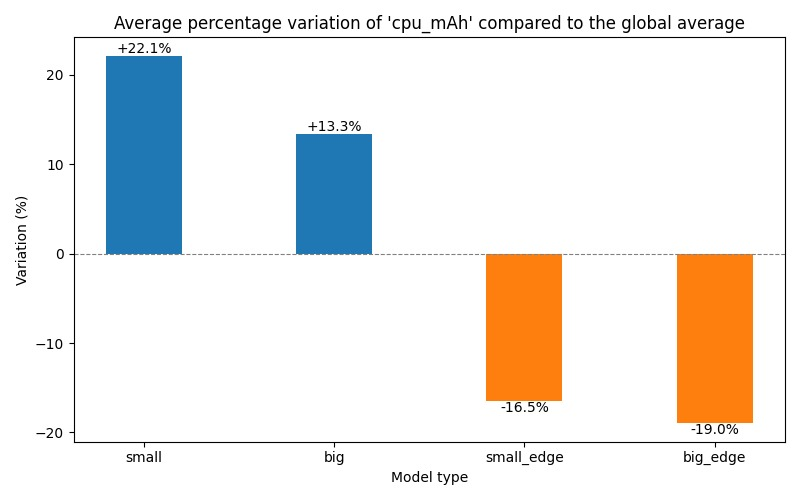 Average percentage variation of 'cpu_mAh' compared to the global average
+22.1%
+13.3%
-16.5%
-19.0%
20
10
0
−10
−20
Variation (%)
small
big
small_edge
big_edge
Model type